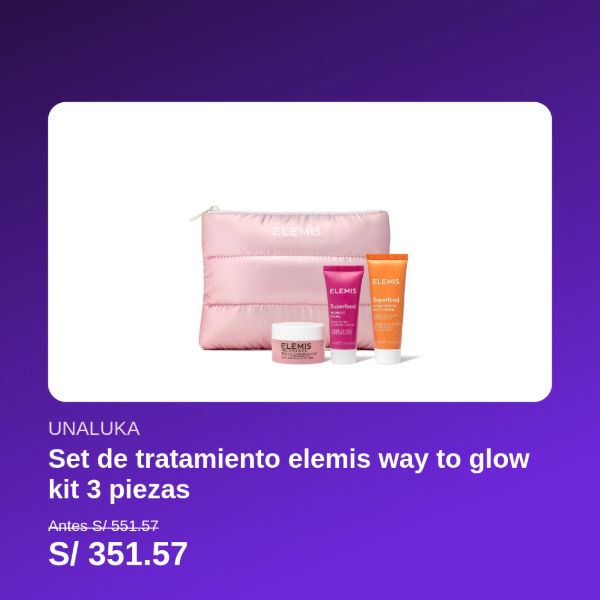 ELEMIS
ELEMIS
Superfood
ELEMIS
Superfood
ELEMIS
UNALUKA
Set de tratamiento elemis way to glow
kit 3 piezas
Antes S/ 551.57
S/ 351.57